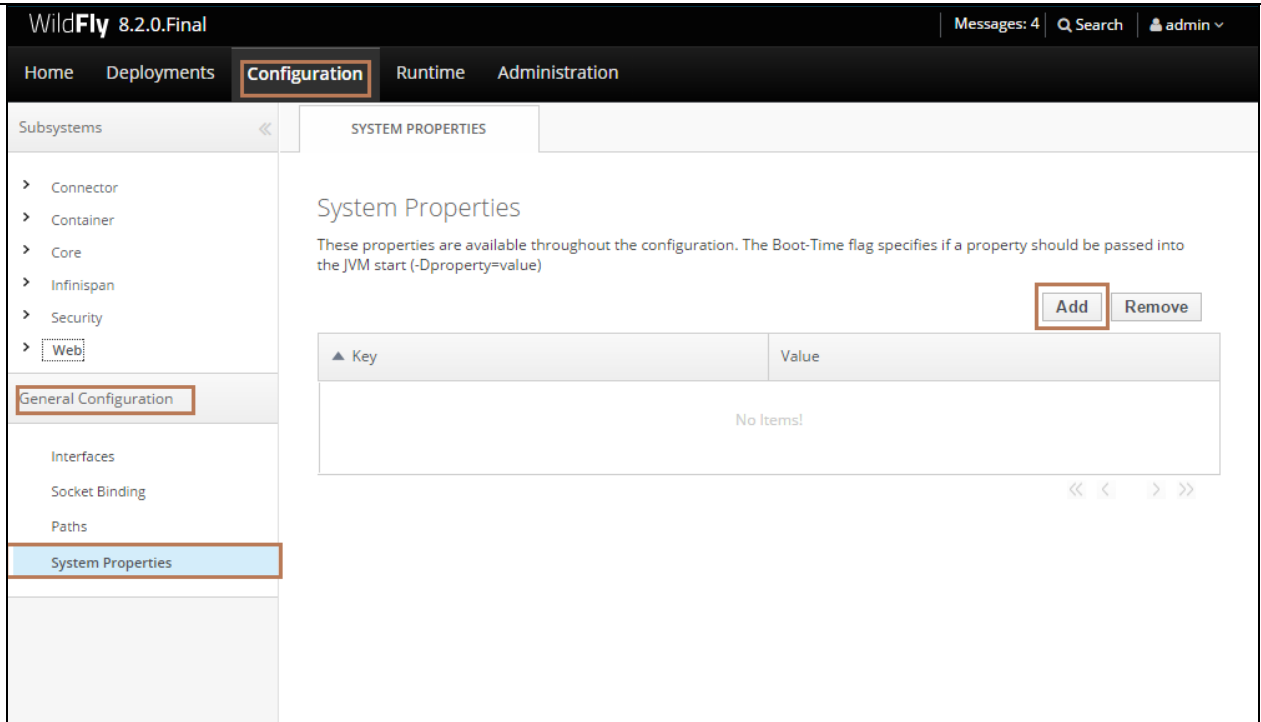 WildFly 8.2.0.Final
Messages: 4 Search admin
Home Deployments Configuration Runtime Administration
Subsystems
SYSTEM PROPERTIES
Connector
Container
Core
Infinispan
Security
Web
General Configuration
Interfaces
Socket Binding
Paths
System Properties
System Properties
These properties are available throughout the configuration. The Boot-Time flag specifies if a property should be passed into
the JVM start (-Dproperty=value)
Add Remove
Key Value
No Items!